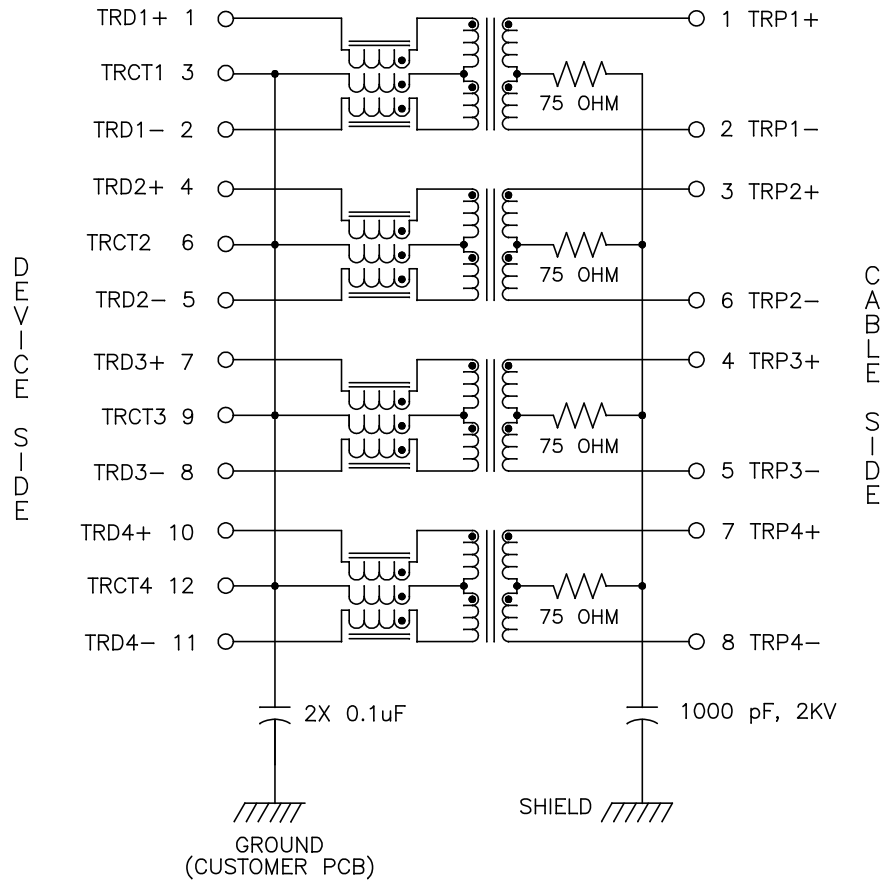 TRD1+ 1
1 TRP1+
TRCT1 3
75 OHM
TRD1- 2
2 TRP1-
TRD2+ 4
3 TRP2+
TRCT2 6
75 OHM
TRD2- 5
6 TRP2-
TRD3+ 7
4 TRP3+
TRCT3 9
75 OHM
TRD3- 8
5 TRP3-
TRD4+ 10
7 TRP4+
TRCT4 12
75 OHM
TRD4- 11
8 TRP4-
DEVICE SIDE
CABLE SIDE
2X 0.1uF
1000 pF, 2KV
SHIELD
GROUND
(CUSTOMER PCB)